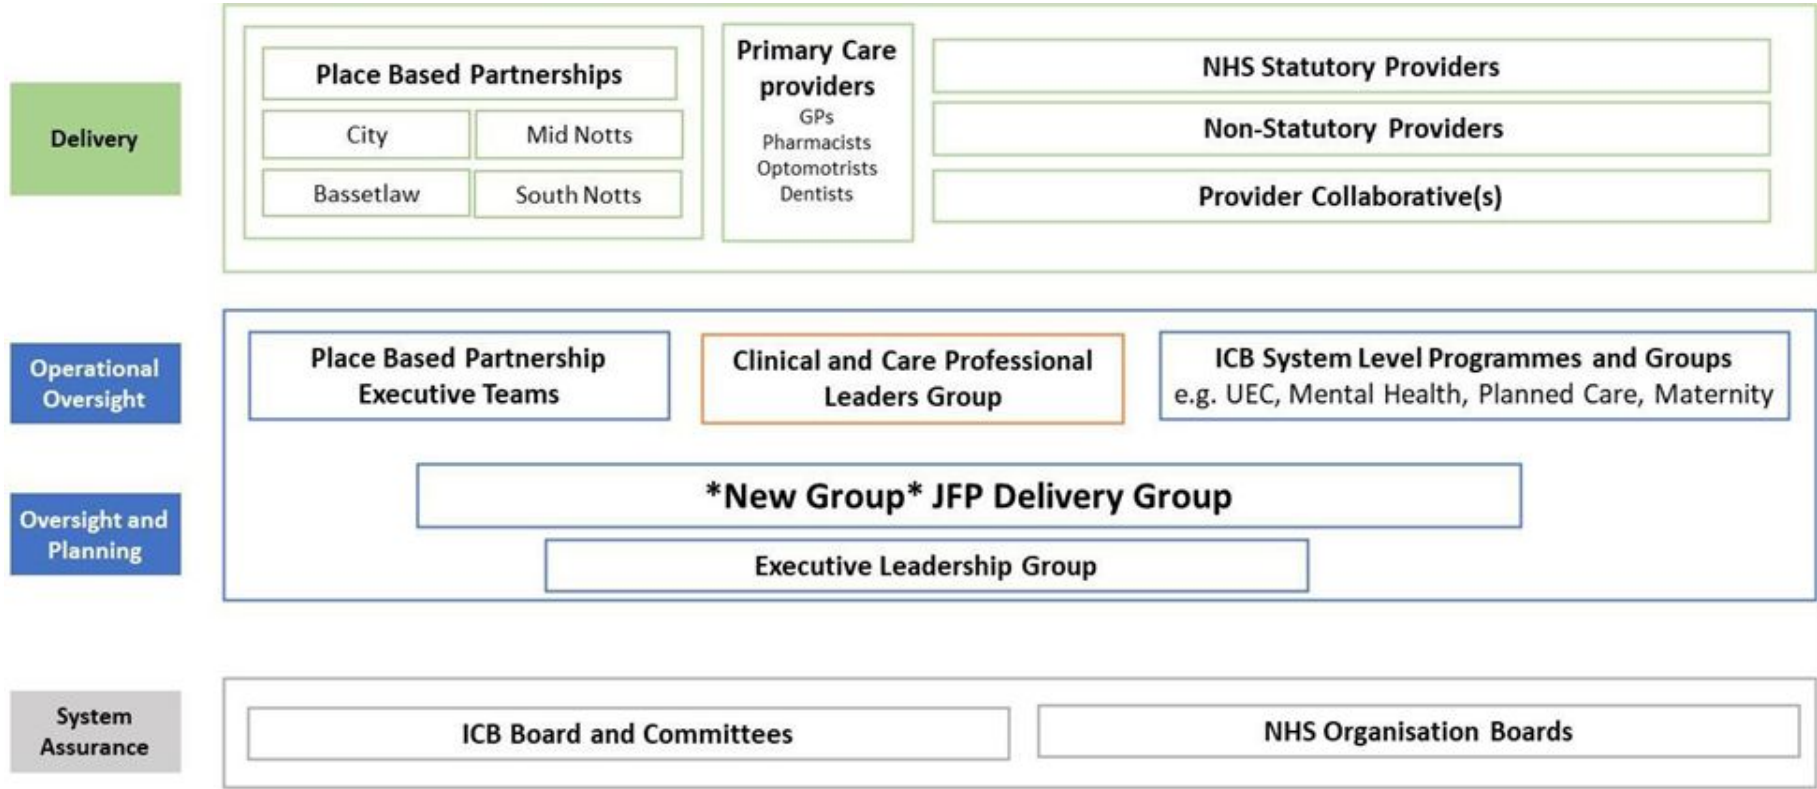 Delivery
Place Based Partnerships
City
Mid Notts
Bassetlaw
South Notts
Primary Care
providers
GPs
Pharmacists
Optomotrists
Dentists
NHS Statutory Providers
Non-Statutory Providers
Provider Collaborative(s)
Operational
Oversight
Place Based Partnership
Executive Teams
Clinical and Care Professional
Leaders Group
ICB System Level Programmes and Groups
e.g. UEC, Mental Health, Planned Care, Maternity
Oversight and
Planning
*New Group* JFP Delivery Group
Executive Leadership Group
System
Assurance
ICB Board and Committees
NHS Organisation Boards